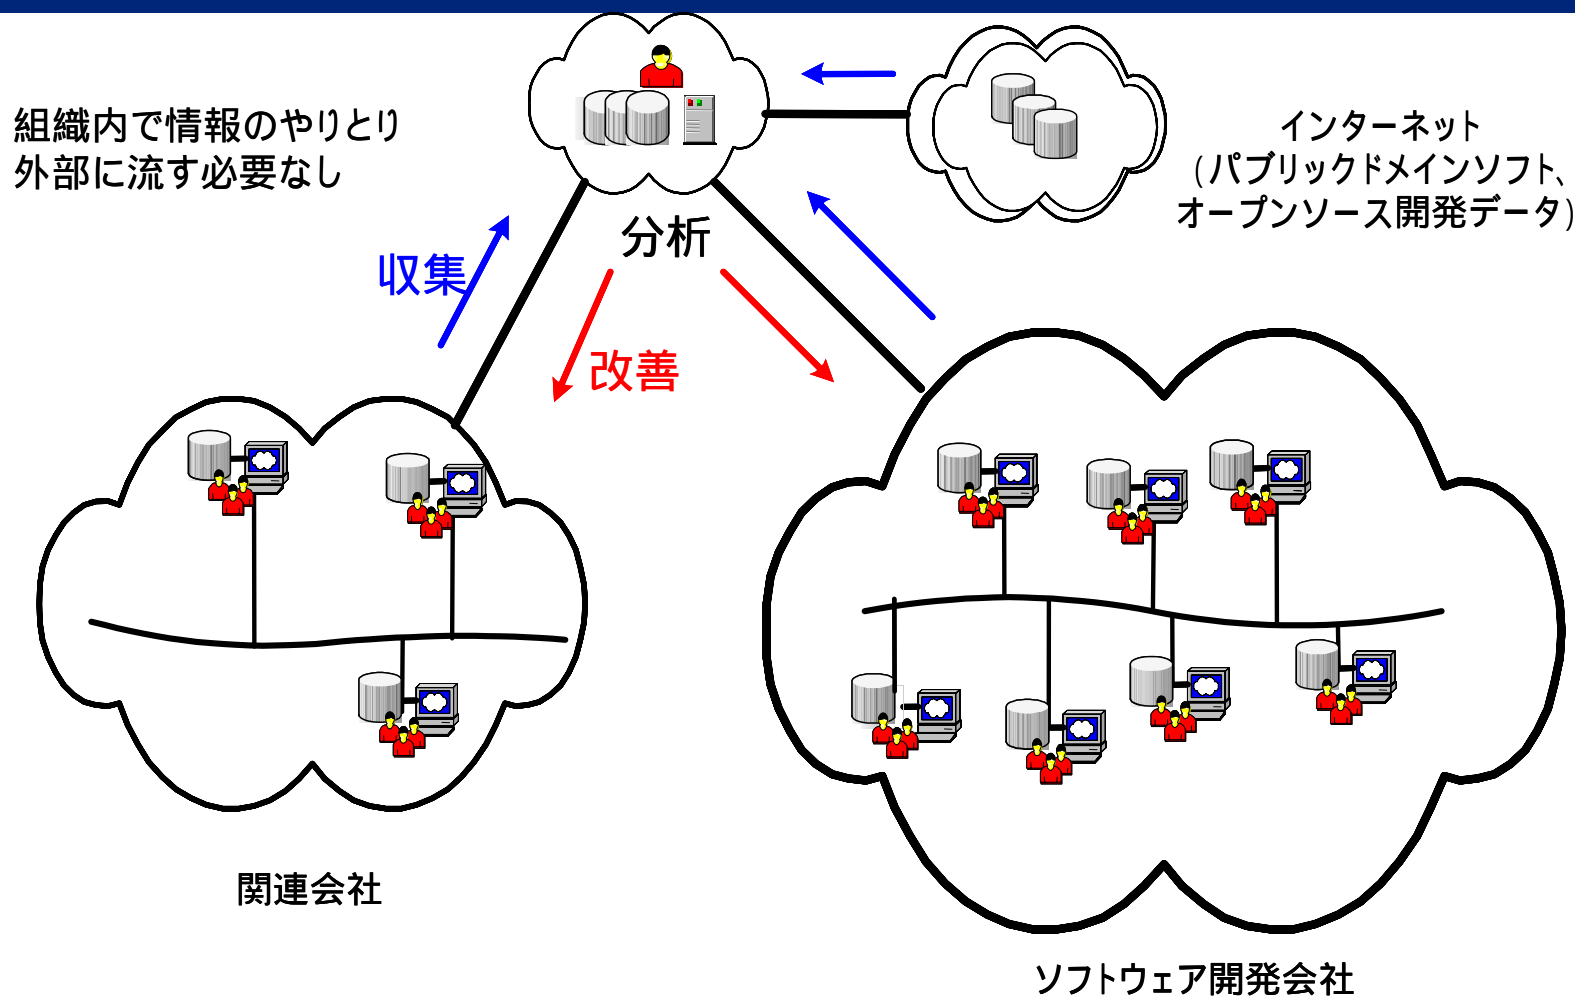 組織内で情報のやりとり
外部に流す必要なし
インターネット
(パブリックドメインソフト、
オープンソース開発データ)
分析
収集
改善
関連会社
ソフトウェア開発会社